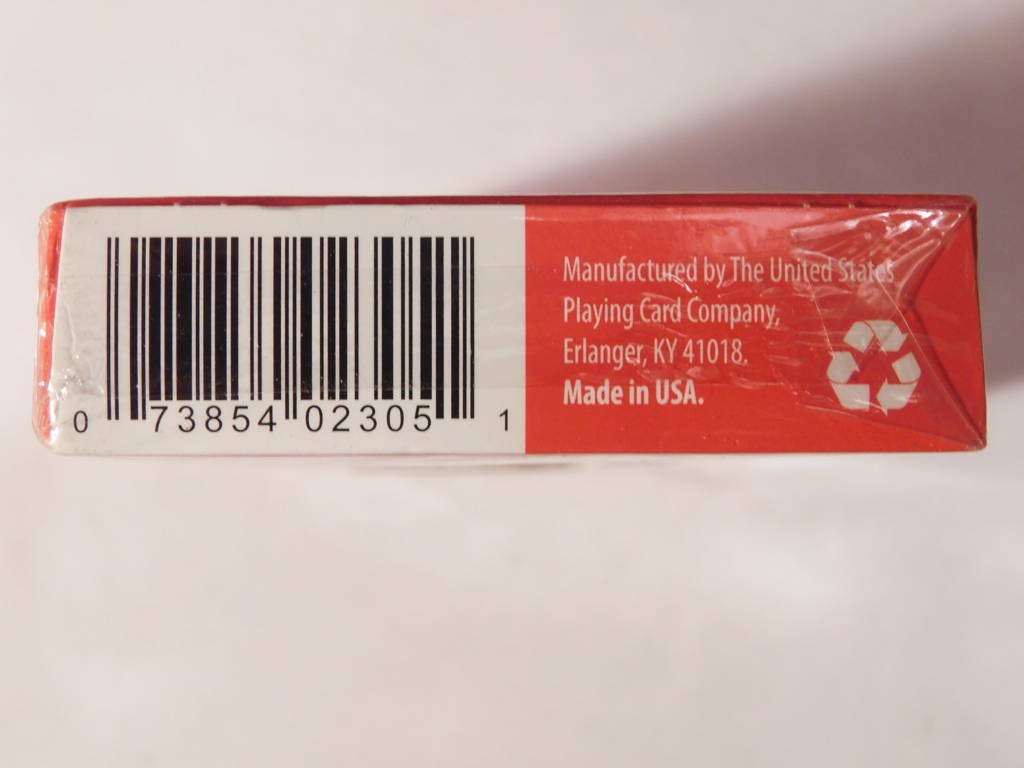 Manufactured by The United States
Playing Card Company,
Erlanger, KY 41018.
Made in USA.
0 73854 02305 1